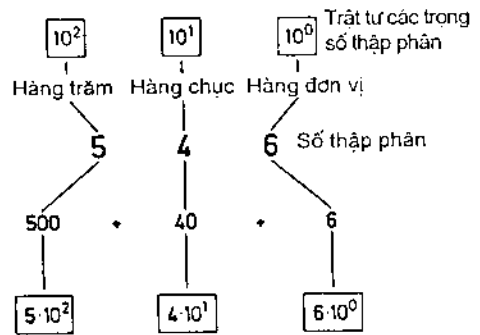 10² 10¹ 10⁰ Trật tự các trọng
số thập phân
Hàng trăm Hàng chục Hàng đơn vị
5 4 6 Số thập phân
500 + 40 + 6
5·10² 4·10¹ 6·10⁰